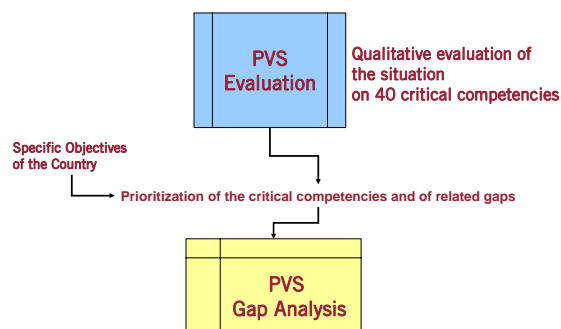 PVS
Evaluation
Qualitative evaluation of
the situation
on 40 critical competencies
Specific Objectives
of the Country
Prioritization of the critical competencies and of related gaps
PVS
Gap Analysis